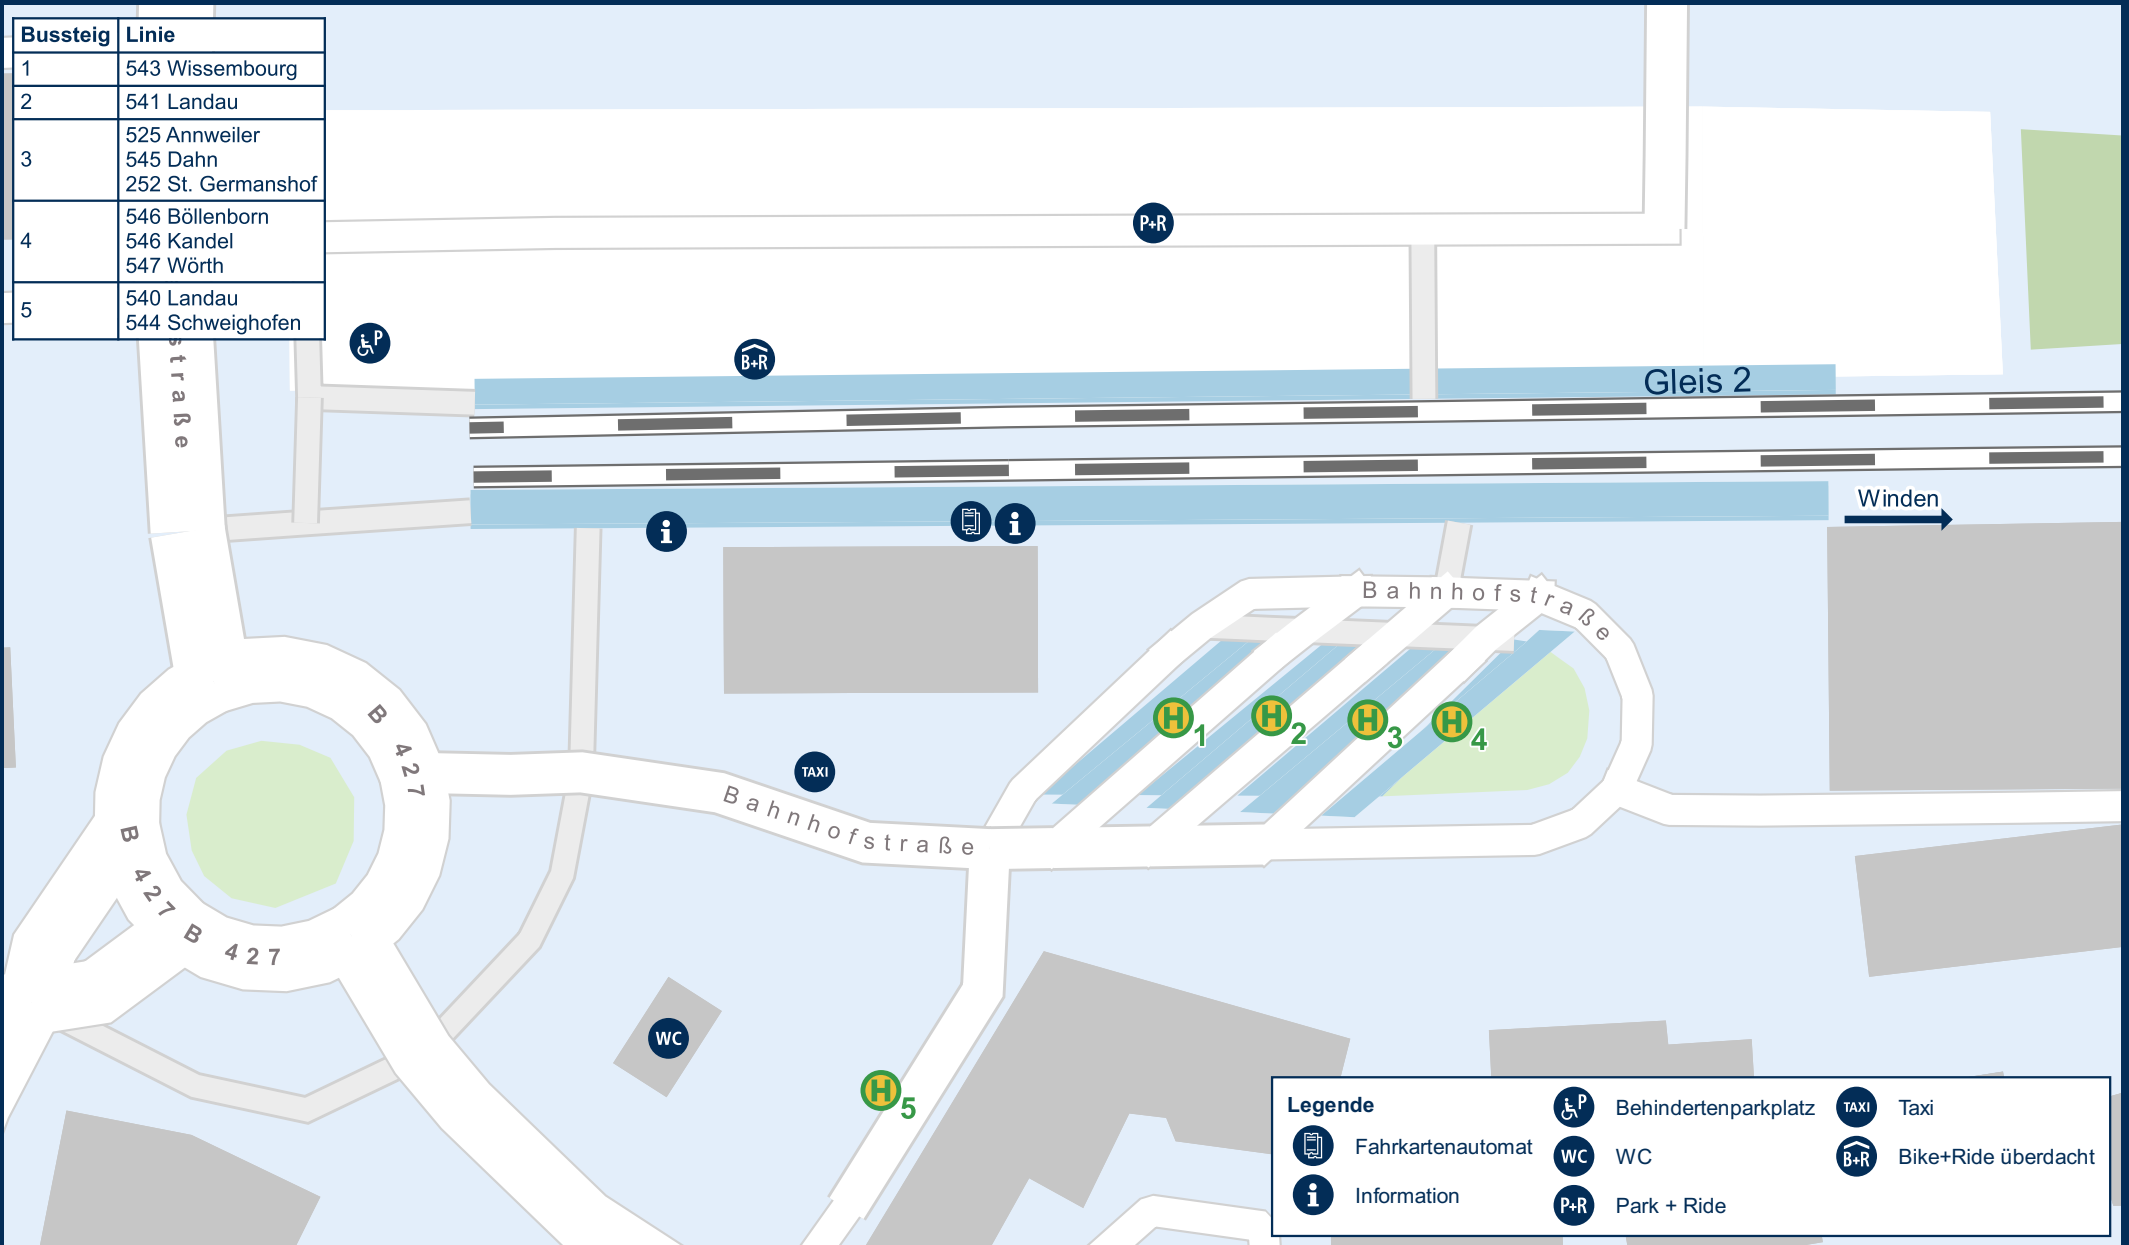 Bussteig Linie
1 543 Wissembourg
2 541 Landau
3 525 Annweiler
545 Dahn
252 St. Germanshof
4 546 Böllenborn
546 Kandel
547 Wörth
5 540 Landau
544 Schweighofen
straße
P+R
P
B+R
Gleis 2
Winden
i
i
Bahnhofstraße
H 1
H 2
H 3
H 4
B 427
TAXI
Bahnhofstraße
B 427
B 427
WC
H 5
Legende
Fahrkartenautomat
i Information
P Behindertenparkplatz
WC WC
P+R Park + Ride
TAXI Taxi
B+R Bike+Ride überdacht